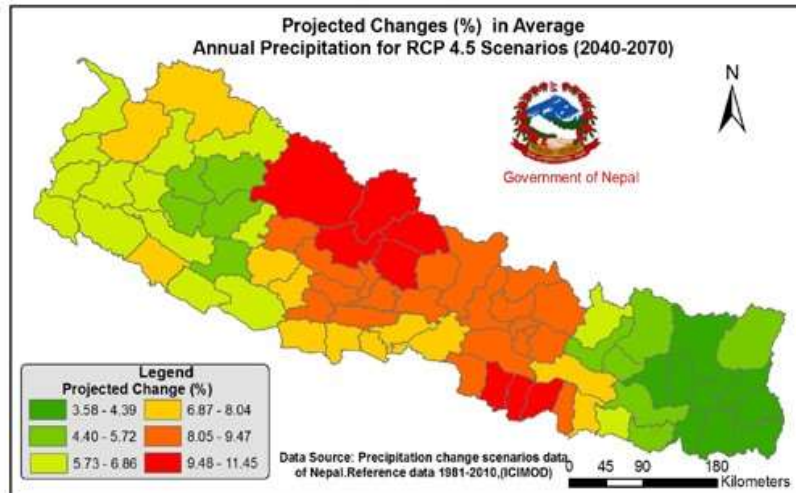 Projected Changes (%) in Average
Annual Precipitation for RCP 4.5 Scenarios (2040-2070)
N
Government of Nepal
Legend
Projected Change (%)
3.58 - 4.39
6.87 - 8.04
4.40 - 5.72
8.05 - 9.47
5.73 - 6.86
9.48 - 11.45
Data Source: Precipitation change scenarios data
of Nepal.Reference data 1981-2010,(ICIMOD)
0 45 90 180
Kilometers